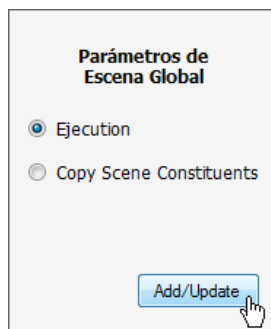 Parámetros de
Escena Global
Ejecution
Copy Scene Constituents
Add/Update